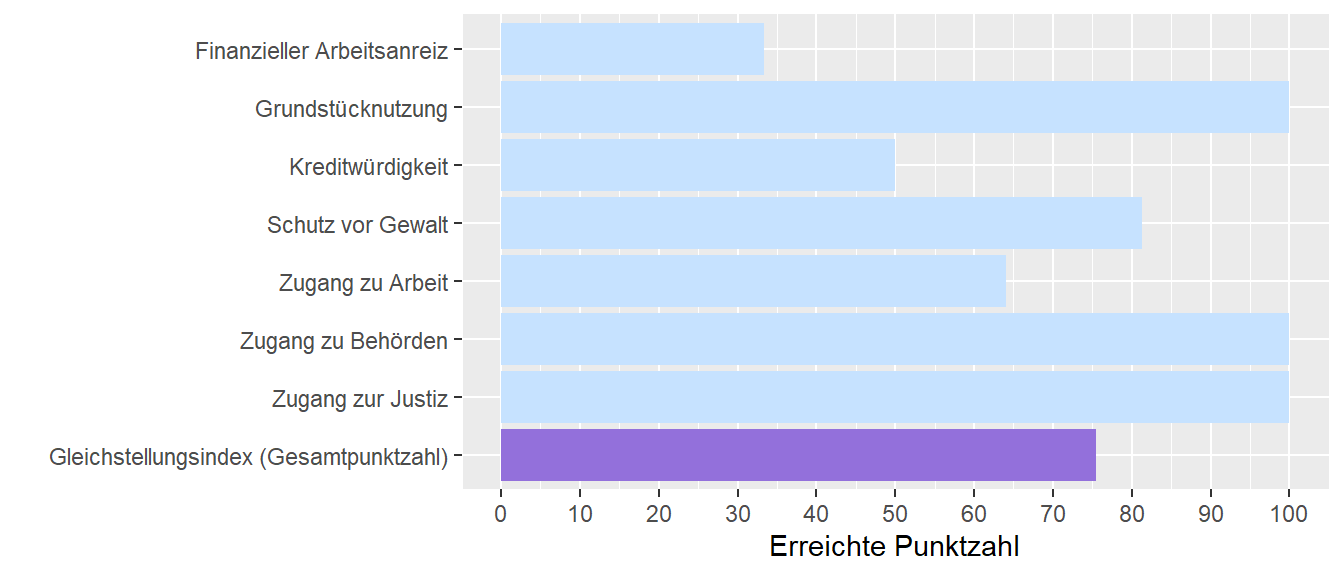 Finanzieller Arbeitsanreiz
Grundstücknutzung
Kreditwürdigkeit
Schutz vor Gewalt
Zugang zu Arbeit
Zugang zu Behörden
Zugang zur Justiz
Gleichstellungsindex (Gesamtpunktzahl)
0 10 20 30 40 50 60 70 80 90 100
Erreichte Punktzahl